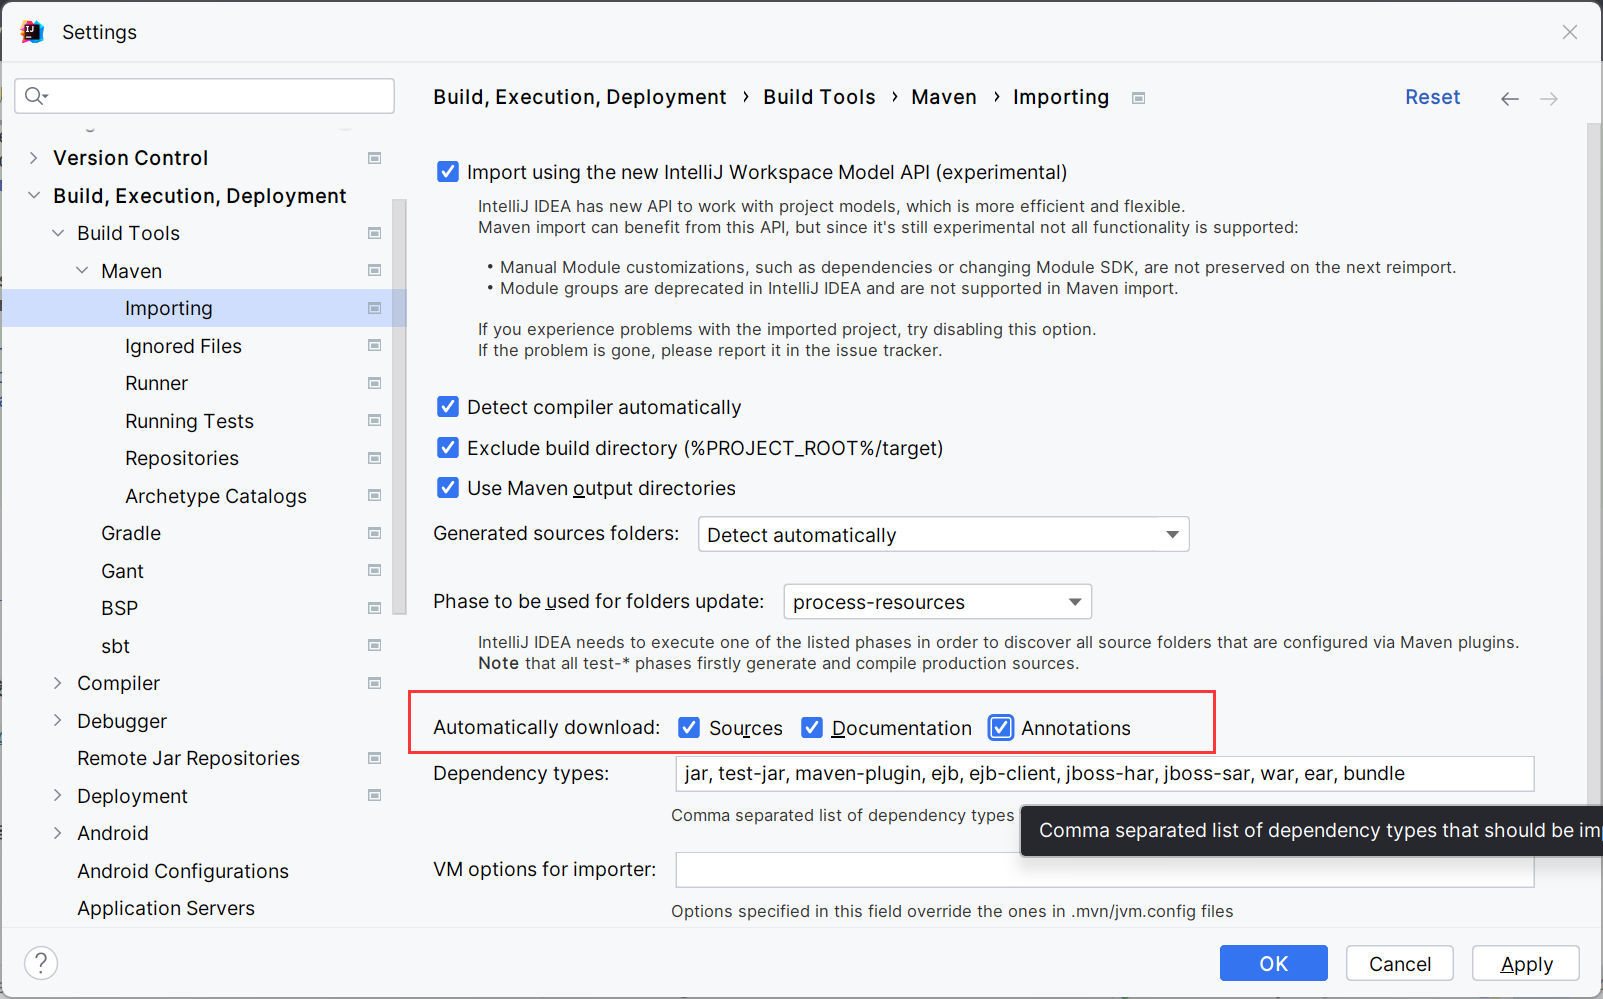 Settings
Build, Execution, Deployment › Build Tools › Maven › Importing
Reset
Version Control
Build, Execution, Deployment
Build Tools
Maven
Importing
Ignored Files
Runner
Running Tests
Repositories
Archetype Catalogs
Gradle
Gant
BSP
sbt
Compiler
Debugger
Remote Jar Repositories
Deployment
Android
Android Configurations
Application Servers
Import using the new IntelliJ Workspace Model API (experimental)
IntelliJ IDEA has new API to work with project models, which is more efficient and flexible.
Maven import can benefit from this API, but since it's still experimental not all functionality is supported:
• Manual Module customizations, such as dependencies or changing Module SDK, are not preserved on the next reimport.
• Module groups are deprecated in IntelliJ IDEA and are not supported in Maven import.
If you experience problems with the imported project, try disabling this option.
If the problem is gone, please report it in the issue tracker.
Detect compiler automatically
Exclude build directory (%PROJECT_ROOT%/target)
Use Maven output directories
Generated sources folders: Detect automatically
Phase to be used for folders update: process-resources
IntelliJ IDEA needs to execute one of the listed phases in order to discover all source folders that are configured via Maven plugins.
Note that all test-* phases firstly generate and compile production sources.
Automatically download: Sources Documentation Annotations
Dependency types: jar, test-jar, maven-plugin, ejb, ejb-client, jboss-har, jboss-sar, war, ear, bundle
Comma separated list of dependency types
Comma separated list of dependency types that should be imp
VM options for importer:
Options specified in this field override the ones in .mvn/jvm.config files
?
OK
Cancel
Apply